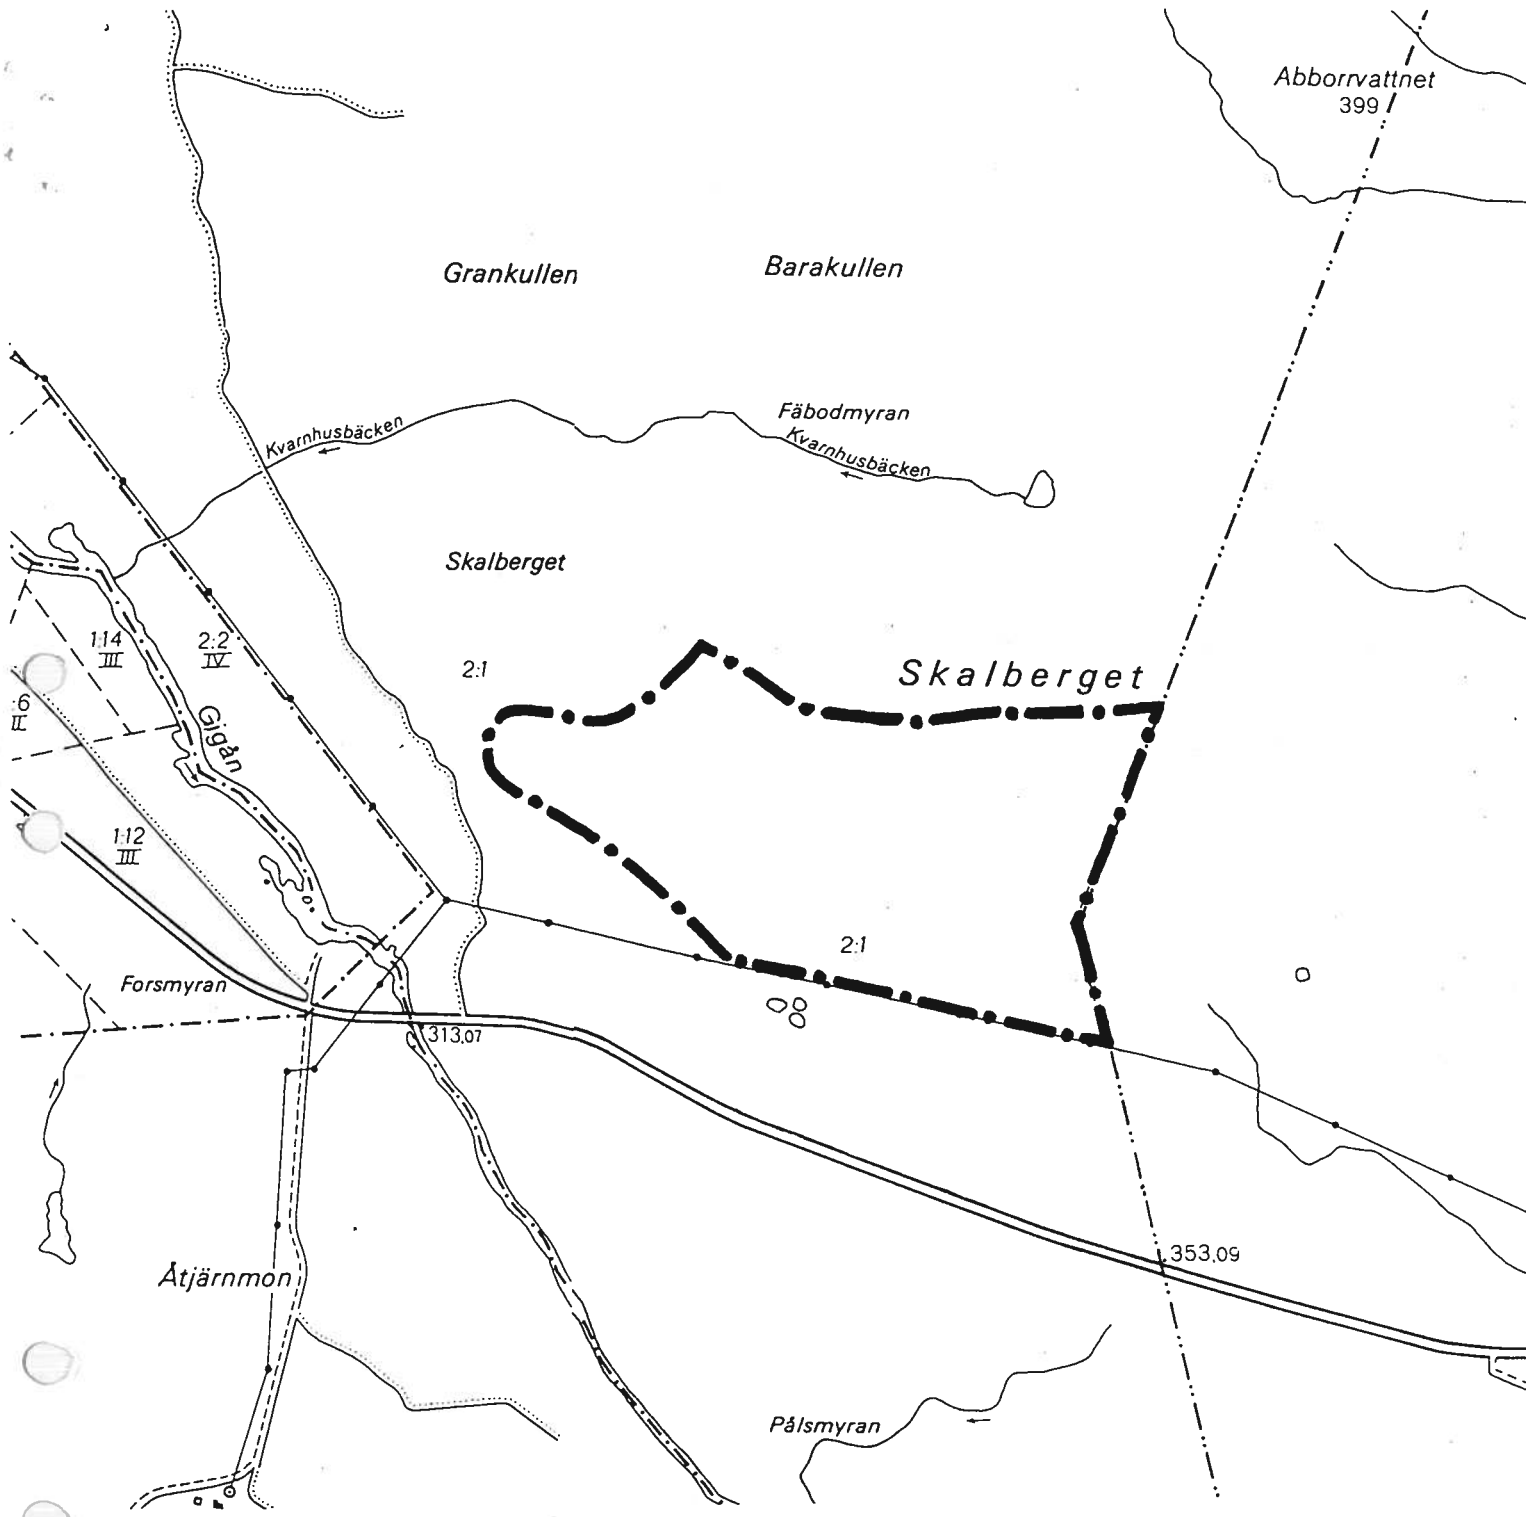 Abborrvattnet
399
Grankullen
Barakullen
Fäbodmyran
Kvarnhusbäcken
Kvarnhusbäcken
Skalberget
1:14
III
2:2
IV
2:1
Skalberget
:6
II
Gigån
1:12
III
2:1
Forsmyran
313,07
353,09
Åtjärnmon
Pålsmyran